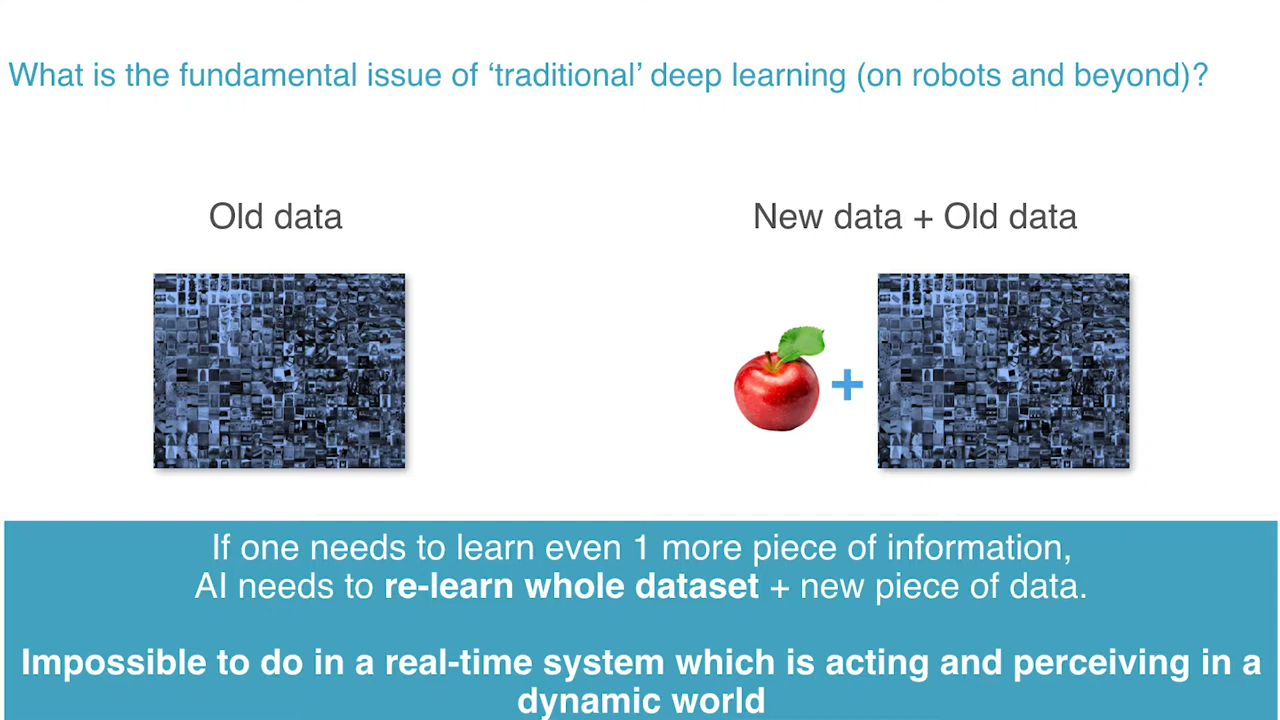 What is the fundamental issue of ‘traditional’ deep learning (on robots and beyond)?
Old data
New data + Old data
+
If one needs to learn even 1 more piece of information,
AI needs to re-learn whole dataset + new piece of data.
Impossible to do in a real-time system which is acting and perceiving in a
dynamic world